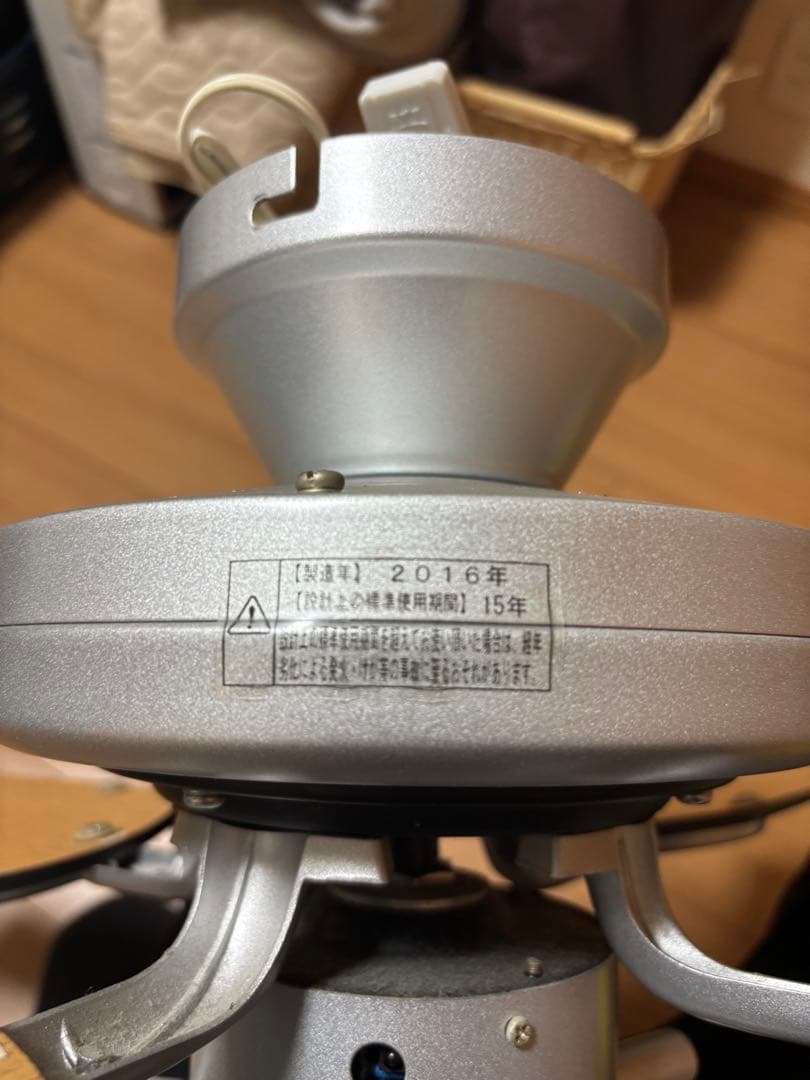 【製造年】 2016年
【設計上の標準使用期間】 15年
設計上の標準使用期間を超えてお使い頂いた場合は、経年
劣化による発火・けが等の事故に至るおそれがあります。